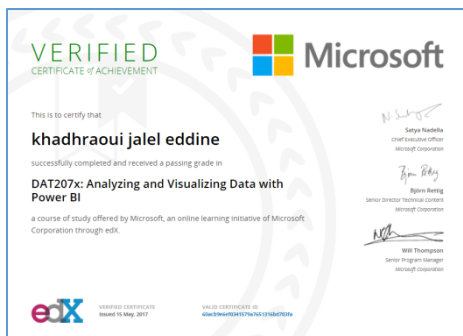 VERIFIED
CERTIFICATE of ACHIEVEMENT
Microsoft
This is to certify that
khadhraoui jalel eddine
successfully completed and received a passing grade in
DAT207x: Analyzing and Visualizing Data with
Power BI
a course of study offered by Microsoft, an online learning initiative of Microsoft
Corporation through edX.
Satya Nadella
Chief Executive Officer
Microsoft Corporation
Björn Rettig
Senior Director Technical Content
Microsoft Corporation
Will Thompson
Senior Program Manager
Microsoft Corporation
edX
VERIFIED CERTIFICATE
Issued 15 May, 2017
VALID CERTIFICATE ID